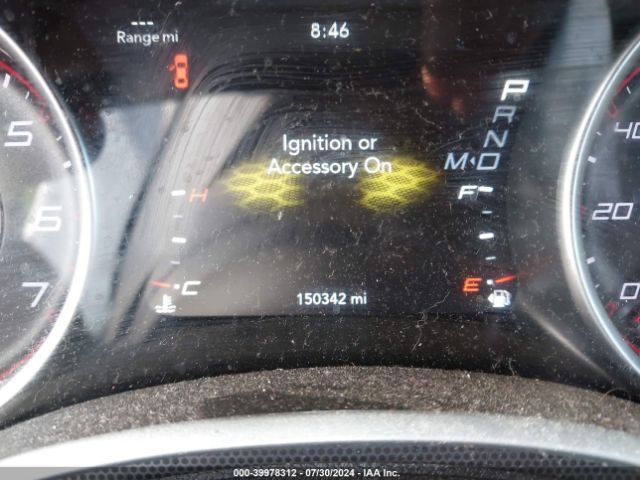 ---
Range mi
8:46
P
R
N
M◂D
Ignition or
Accessory On
H
F
C
E
150342 mi
5
6
7
40
20
0
000-39978312 - 07/30/2024 - IAA Inc.